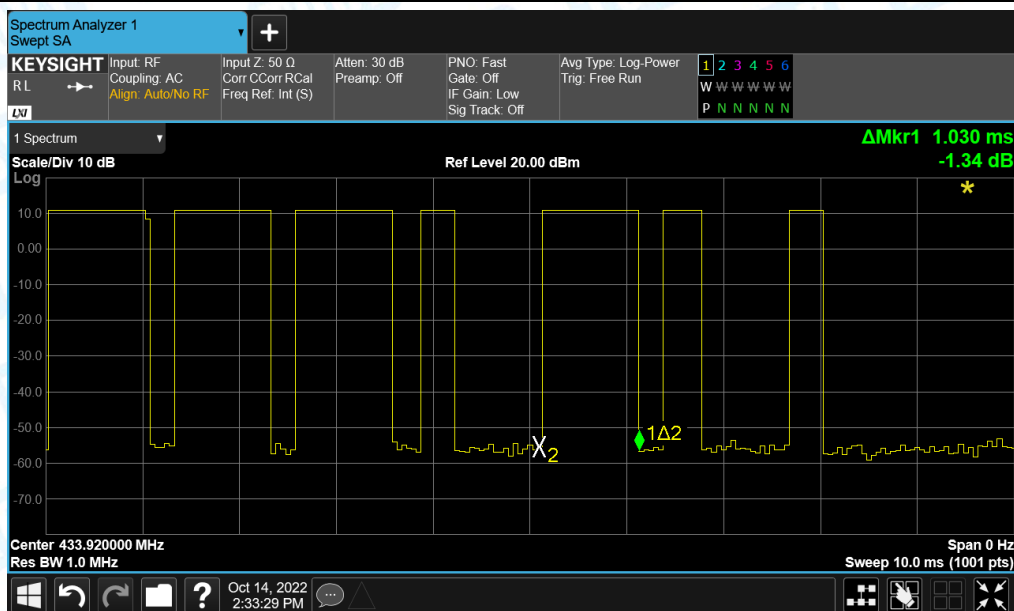 Spectrum Analyzer 1
Swept SA
+
KEYSIGHT
R L
LXI
Input: RF
Coupling: AC
Align: Auto/No RF
Input Z: 50 Ω
Corr CCorr RCal
Freq Ref: Int (S)
Atten: 30 dB
Preamp: Off
PNO: Fast
Gate: Off
IF Gain: Low
Sig Track: Off
Avg Type: Log-Power
Trig: Free Run
1 2 3 4 5 6
W W W W W W
P N N N N N
1 Spectrum
ΔMkr1 1.030 ms
-1.34 dB
Scale/Div 10 dB
Ref Level 20.00 dBm
Log
*
10.0
0.00
-10.0
-20.0
-30.0
-40.0
-50.0
-60.0
-70.0
1Δ2
X2
Center 433.920000 MHz
Span 0 Hz
Res BW 1.0 MHz
Sweep 10.0 ms (1001 pts)
?
Oct 14, 2022
2:33:29 PM
...